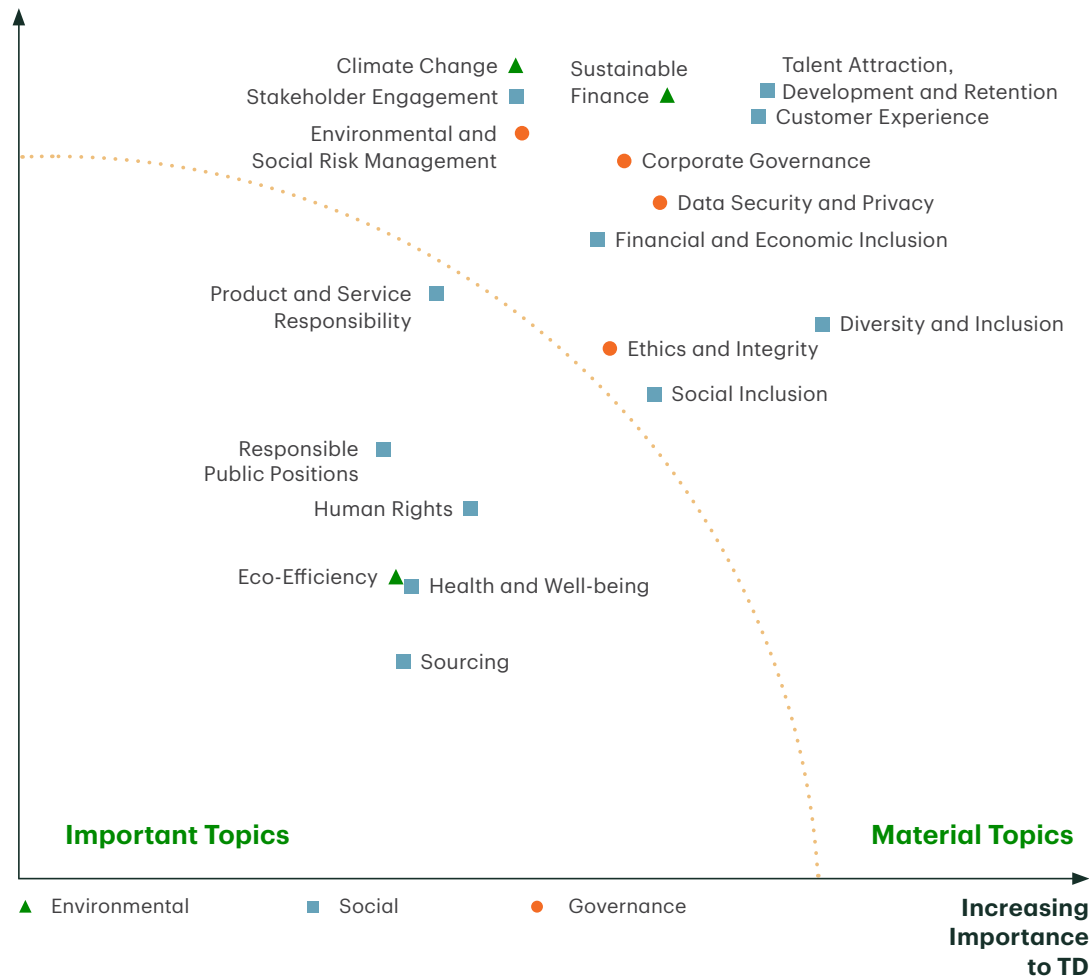 Climate Change
Stakeholder Engagement
Environmental and
Social Risk Management
Sustainable
Finance
Talent Attraction,
Development and Retention
Customer Experience
Corporate Governance
Data Security and Privacy
Financial and Economic Inclusion
Product and Service
Responsibility
Diversity and Inclusion
Ethics and Integrity
Social Inclusion
Responsible
Public Positions
Human Rights
Eco-Efficiency
Health and Well-being
Sourcing
Important Topics
Material Topics
Environmental
Social
Governance
Increasing
Importance
to TD